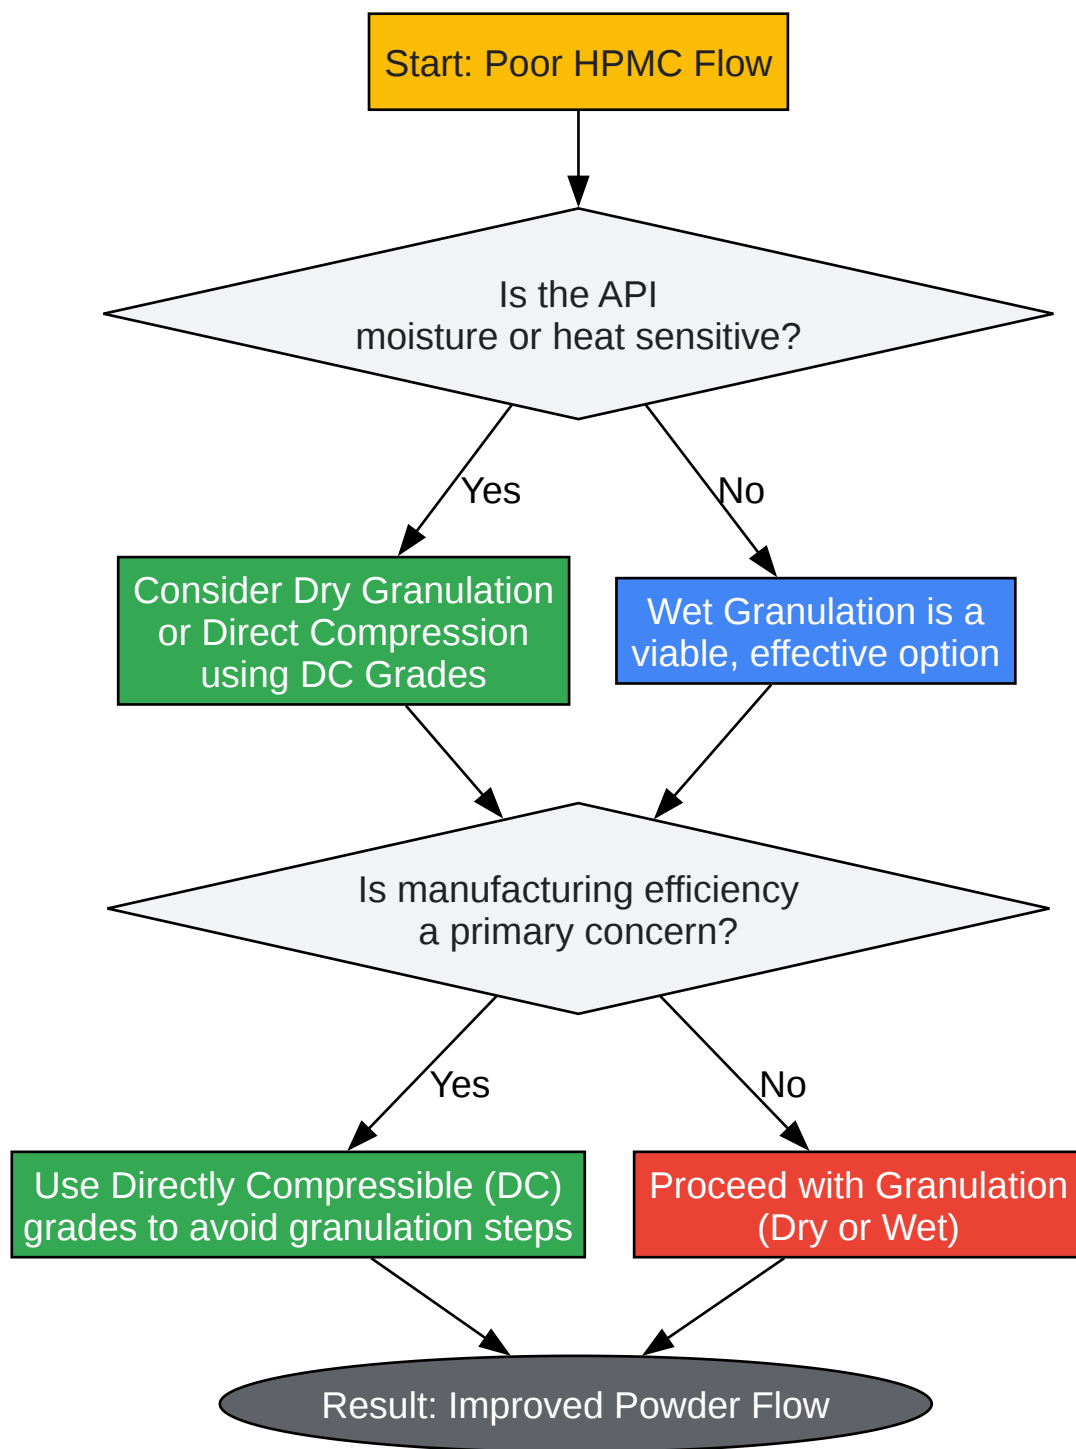 Start: Poor HPMC Flow
Is the API
moisture or heat sensitive?
Yes
No
Consider Dry Granulation
or Direct Compression
using DC Grades
Wet Granulation is a
viable, effective option
Is manufacturing efficiency
a primary concern?
Yes
No
Use Directly Compressible (DC)
grades to avoid granulation steps
Proceed with Granulation
(Dry or Wet)
Result: Improved Powder Flow